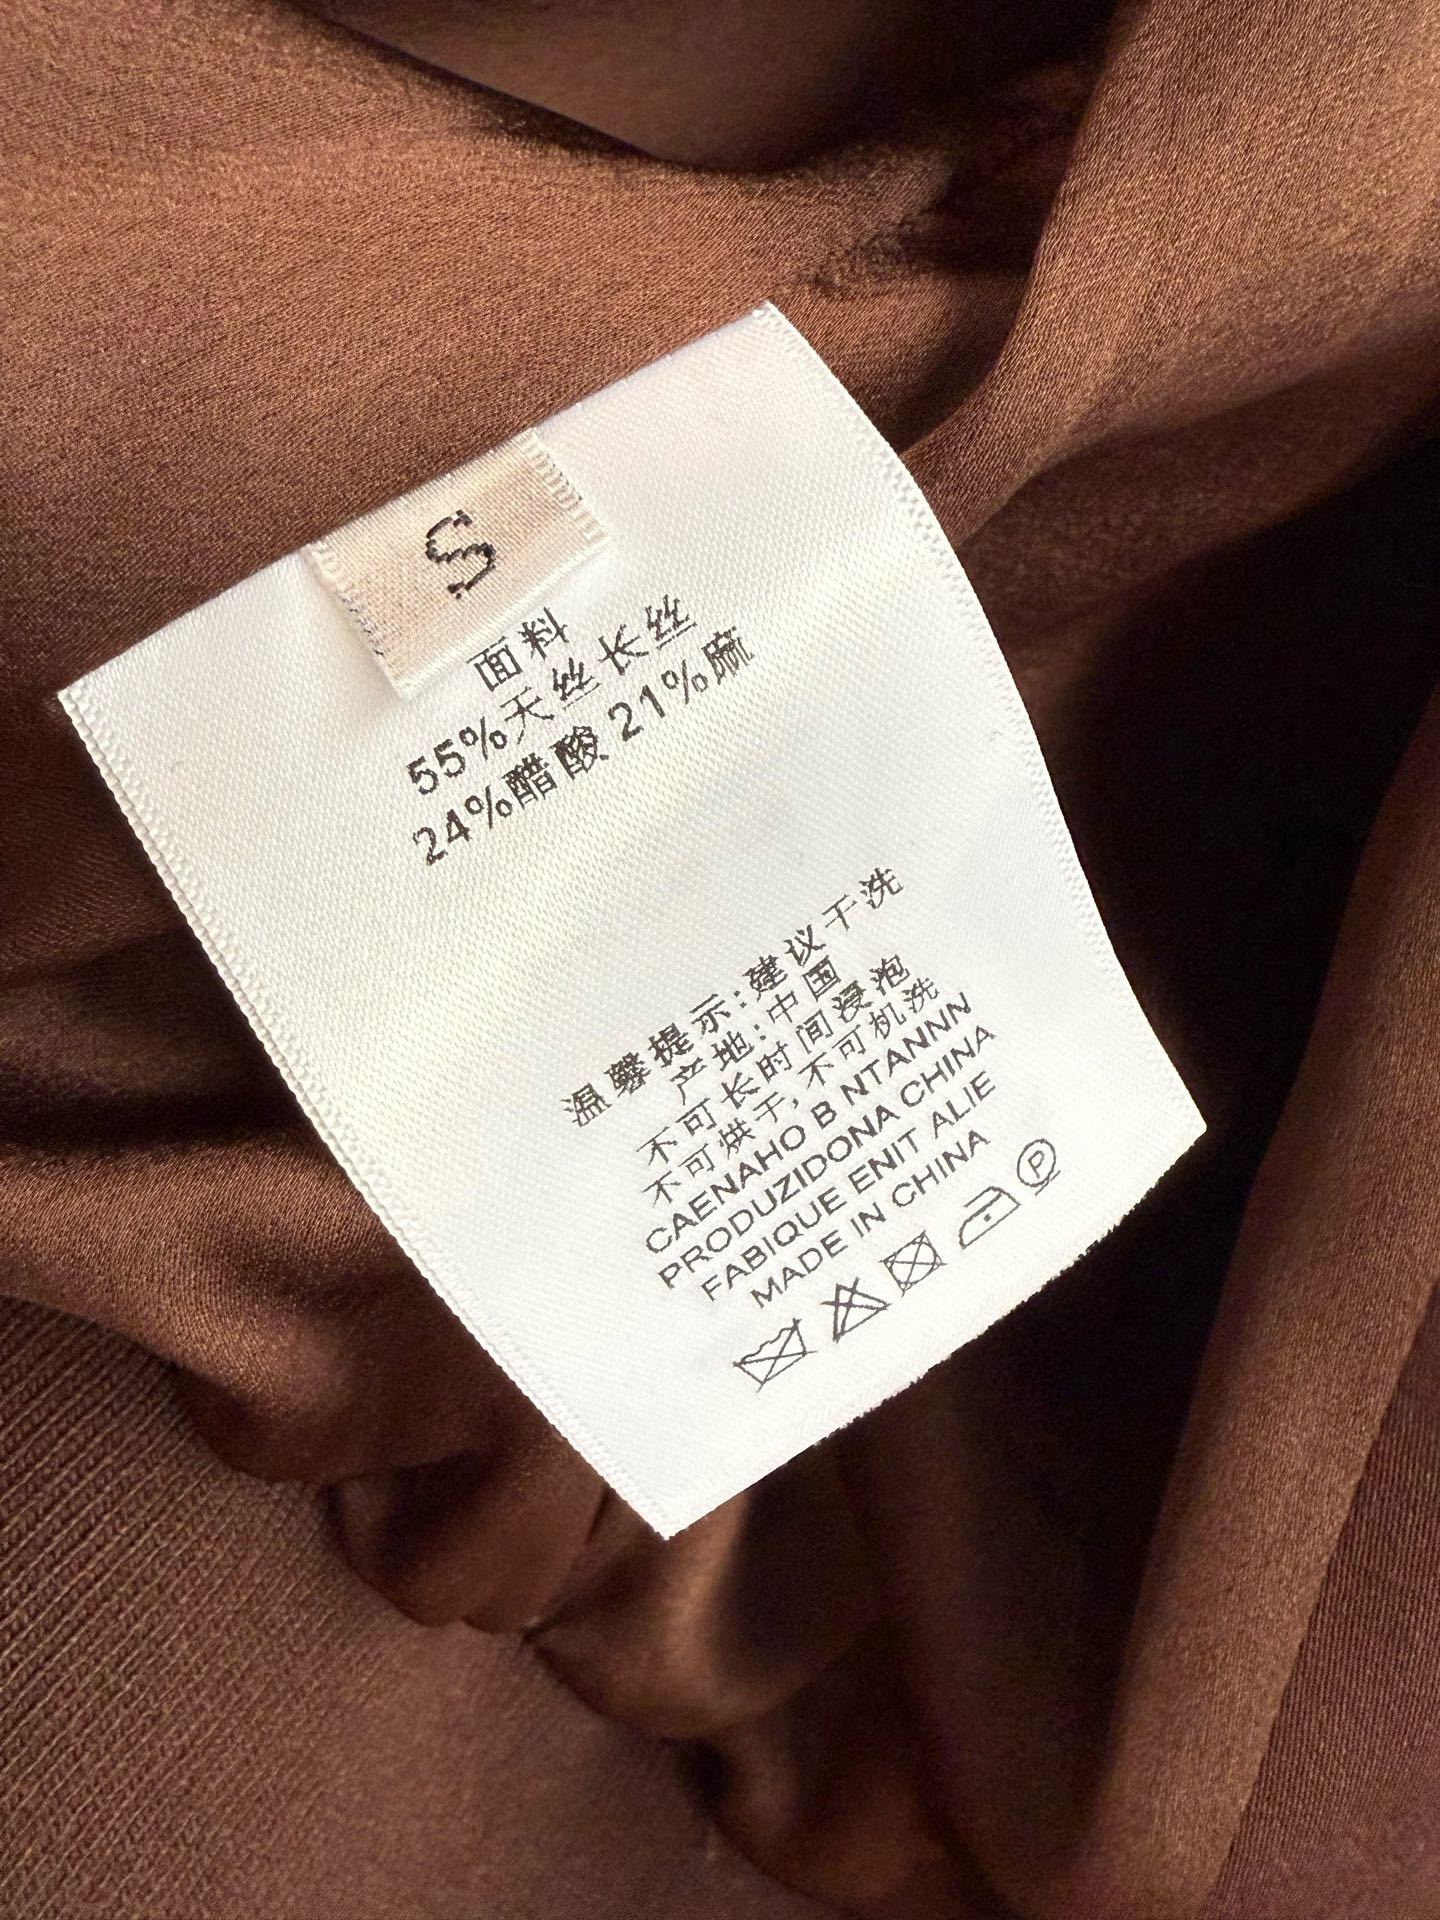 S
面料
55%天丝长丝
24%醋酸 21%麻
温馨提示:建议干洗
产地:中国
不可长时间浸泡
不可烘干,不可机洗
CAENAHO B NTANNN
PRODUZIDONA CHINA
FABIQUE ENIT ALIE
MADE IN CHINA
P